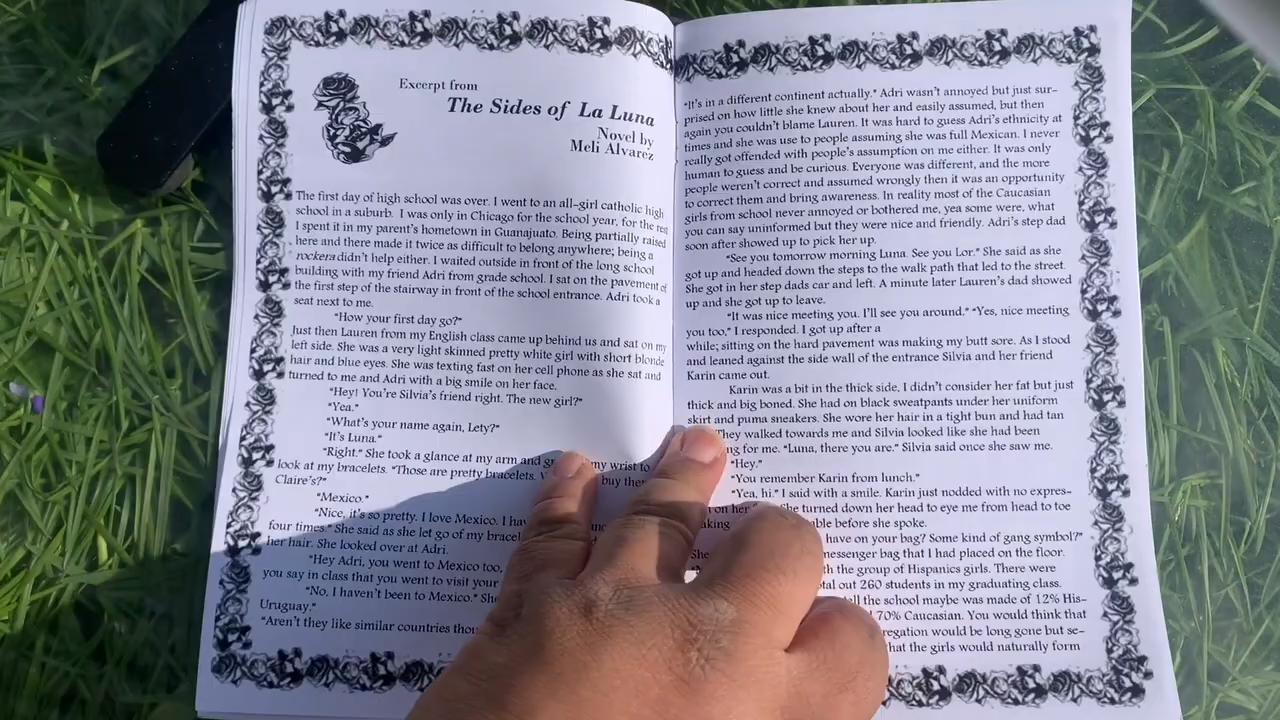 Excerpt from
The Sides of La Luna
Novel by
Meli Alvarez
The first day of high school was over. I went to an all-girl catholic high
school in a suburb. I was only in Chicago for the school year, for the rest
I spent it in my parent's hometown in Guanajuato. Being partially raised
here and there made it twice as difficult to belong anywhere; being a
rockera didn't help either. I waited outside in front of the long school
building with my friend Adri from grade school. I sat on the pavement of
the first step of the stairway in front of the school entrance. Adri took a
seat next to me.
"How your first day go?"
Just then Lauren from my English class came up behind us and sat on my
left side. She was a very light skinned pretty white girl with short blonde
hair and blue eyes. She was texting fast on her cell phone as she sat and
turned to me and Adri with a big smile on her face.
"Hey! You're Silvia's friend right. The new girl?"
"Yea."
"What's your name again, Lety?"
"It's Luna."
"Right." She took a glance at my arm and my wrist to
look at my bracelets. "Those are pretty bracelets. buy
Claire's?"
"Mexico."
"Nice, it's so pretty. I love Mexico. I
four times." She said as she let go of my
her hair. She looked over at Adri.
"Hey Adri, you went to Mexico too,
you say in class that you went to visit your
"No, I haven't been to Mexico."
Uruguay."
"Aren't they like similar countries
"It's in a different continent actually." Adri wasn't annoyed but just sur-
prised on how little she knew about her and easily assumed, but then
again you couldn't blame Lauren. It was hard to guess Adri's ethnicity at
times and she was use to people assuming she was full Mexican. I never
really got offended with people's assumption on me either. It was only
human to guess and be curious. Everyone was different, and the more
people weren't correct and assumed wrongly then it was an opportunity
to correct them and bring awareness. In reality most of the Caucasian
girls from school never annoyed or bothered me, yea some were, what
you can say uninformed but they were nice and friendly. Adri's step dad
soon after showed up to pick her up.
"See you tomorrow morning Luna. See you Lor." She said as she
got up and headed down the steps to the walk path that led to the street.
She got in her step dads car and left. A minute later Lauren's dad showed
up and she got up to leave.
"It was nice meeting you. I'll see you around." "Yes, nice meeting
you too," I responded. I got up after a
while; sitting on the hard pavement was making my butt sore. As I stood
and leaned against the side wall of the entrance Silvia and her friend
Karin came out.
Karin was a bit in the thick side, I didn't consider her fat but just
thick and big boned. She had on black sweatpants under her uniform
skirt and puma sneakers. She wore her hair in a tight bun and had tan
They walked towards me and Silvia looked like she had been
for me. "Luna, there you are." Silvia said once she saw me.
"Hey."
"You remember Karin from lunch."
"Yea, hi." I said with a smile. Karin just nodded with no expres-
on her She turned down her head to eye me from head to toe
before she spoke.
have on your bag? Some kind of gang symbol?"
messenger bag that I had placed on the floor.
the group of Hispanics girls. There were
out 260 students in my graduating class.
the school maybe was made of 12% His-
70% Caucasian. You would think that
would be long gone but se-
the girls would naturally form